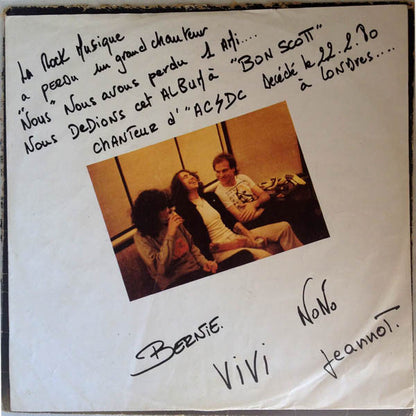 LA ROCK MUSIQUE
A PERDU UN grand chanteur
"Nous" Nous avons perdu 1 AMi....
Nous DeDions cet ALBUM à "BON SCOTT"
CHANTEUR d'"AC⚡DC Decédé le 22.2.80
à LONDres....
BERNiE.
ViVi
NoNo
Jeannot.